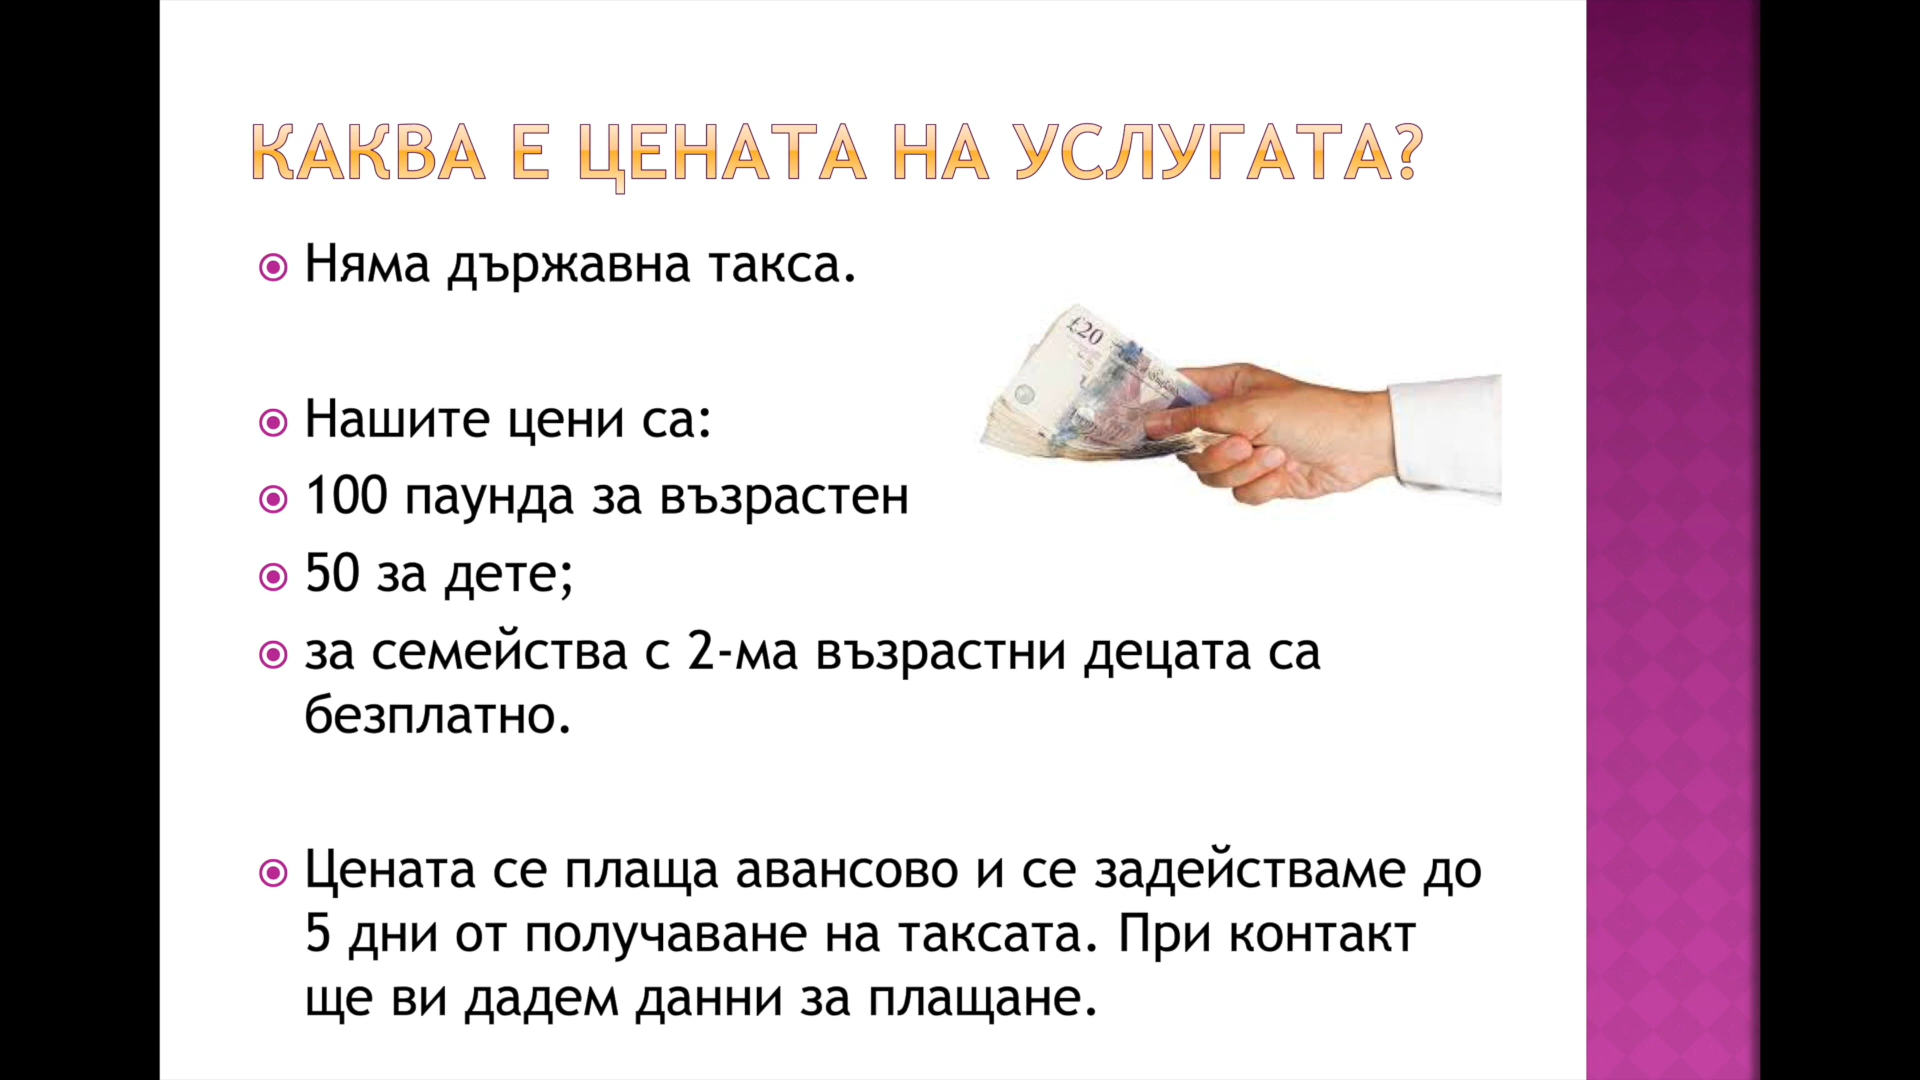 КАКВА Е ЦЕНАТА НА УСЛУГАТА?
Няма държавна такса.
£20
Нашите цени са:
100 паунда за възрастен
50 за дете;
за семейства с 2-ма възрастни децата са
безплатно.
Цената се плаща авансово и се задействаме до
5 дни от получаване на таксата. При контакт
ще ви дадем данни за плащане.